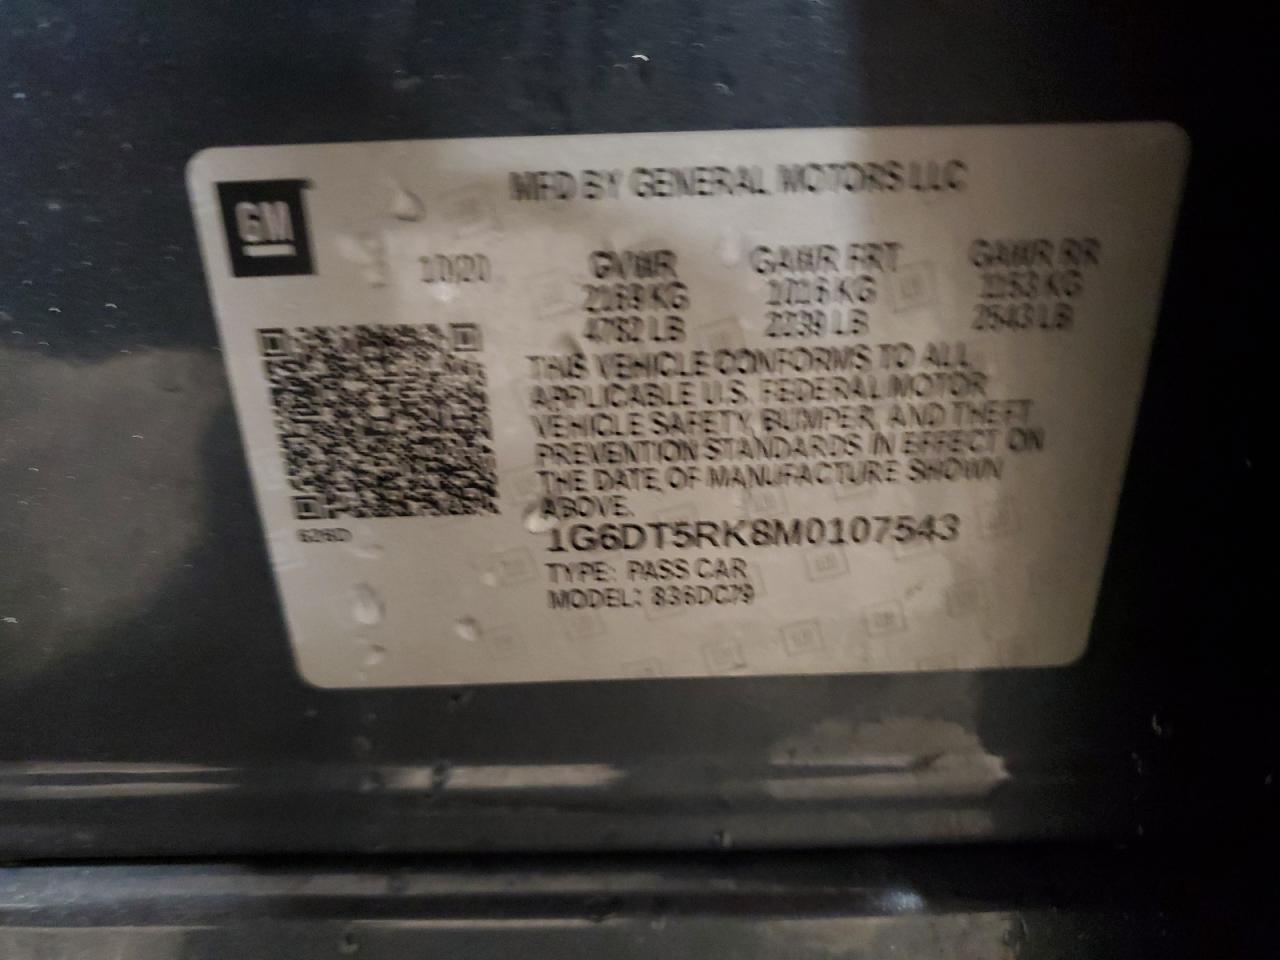 MFD BY GENERAL MOTORS LLC
GM
10/20 GVWR GAWR FRT GAWR RR
2169 KG 1016 KG 1153 KG
4782 LB 2239 LB 2543 LB
THIS VEHICLE CONFORMS TO ALL
APPLICABLE U.S. FEDERAL MOTOR
VEHICLE SAFETY, BUMPER, AND THEFT
PREVENTION STANDARDS IN EFFECT ON
THE DATE OF MANUFACTURE SHOWN
ABOVE.
626D
1G6DT5RK8M0107543
TYPE: PASS CAR
MODEL: 836DC79